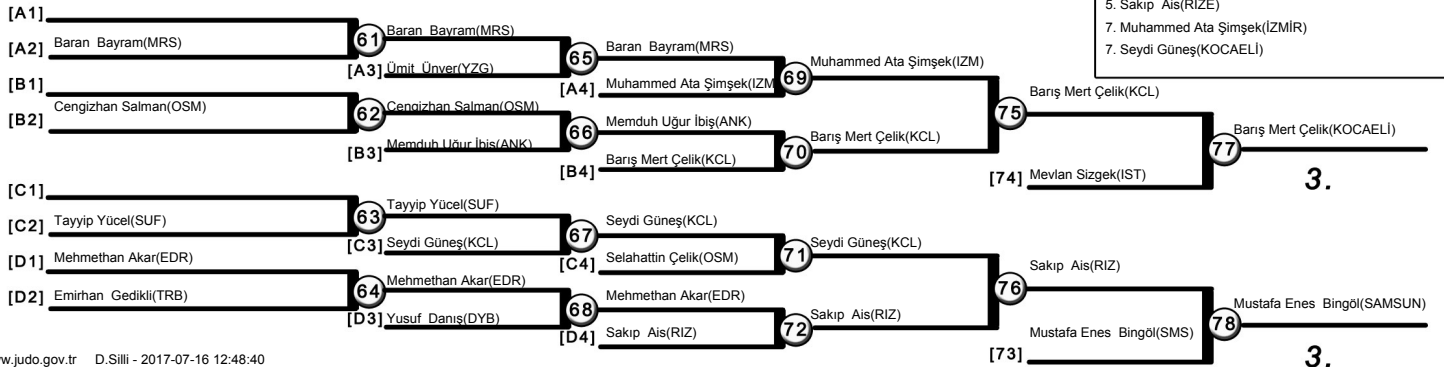 5. Sakıp Ais(RIZE)
7. Muhammed Ata Şimşek(İZMİR)
7. Seydi Güneş(KOCAELİ)
[A1]
[A2] Baran Bayram(MRS)
61 Baran Bayram(MRS)
[A3] Ümit Ünver(YZG)
65 Baran Bayram(MRS)
[A4] Muhammed Ata Şimşek(IZM
69 Muhammed Ata Şimşek(IZM)
[B1]
[B2] Cengizhan Salman(OSM)
62 Cengizhan Salman(OSM)
[B3] Memduh Uğur İbiş(ANK)
66 Memduh Uğur İbiş(ANK)
[B4] Barış Mert Çelik(KCL)
70 Barış Mert Çelik(KCL)
75 Barış Mert Çelik(KCL)
[74] Mevlan Sizgek(IST)
77 Barış Mert Çelik(KOCAELİ)
3.
[C1]
[C2] Tayyip Yücel(SUF)
63 Tayyip Yücel(SUF)
[C3] Seydi Güneş(KCL)
67 Seydi Güneş(KCL)
[C4] Selahattin Çelik(OSM)
71 Seydi Güneş(KCL)
[D1] Mehmethan Akar(EDR)
[D2] Emirhan Gedikli(TRB)
64 Mehmethan Akar(EDR)
[D3] Yusuf Danış(DYB)
68 Mehmethan Akar(EDR)
[D4] Sakıp Ais(RIZ)
72 Sakıp Ais(RIZ)
76 Sakıp Ais(RIZ)
[73] Mustafa Enes Bingöl(SMS)
78 Mustafa Enes Bingöl(SAMSUN)
3.
w.judo.gov.tr D.Silli - 2017-07-16 12:48:40